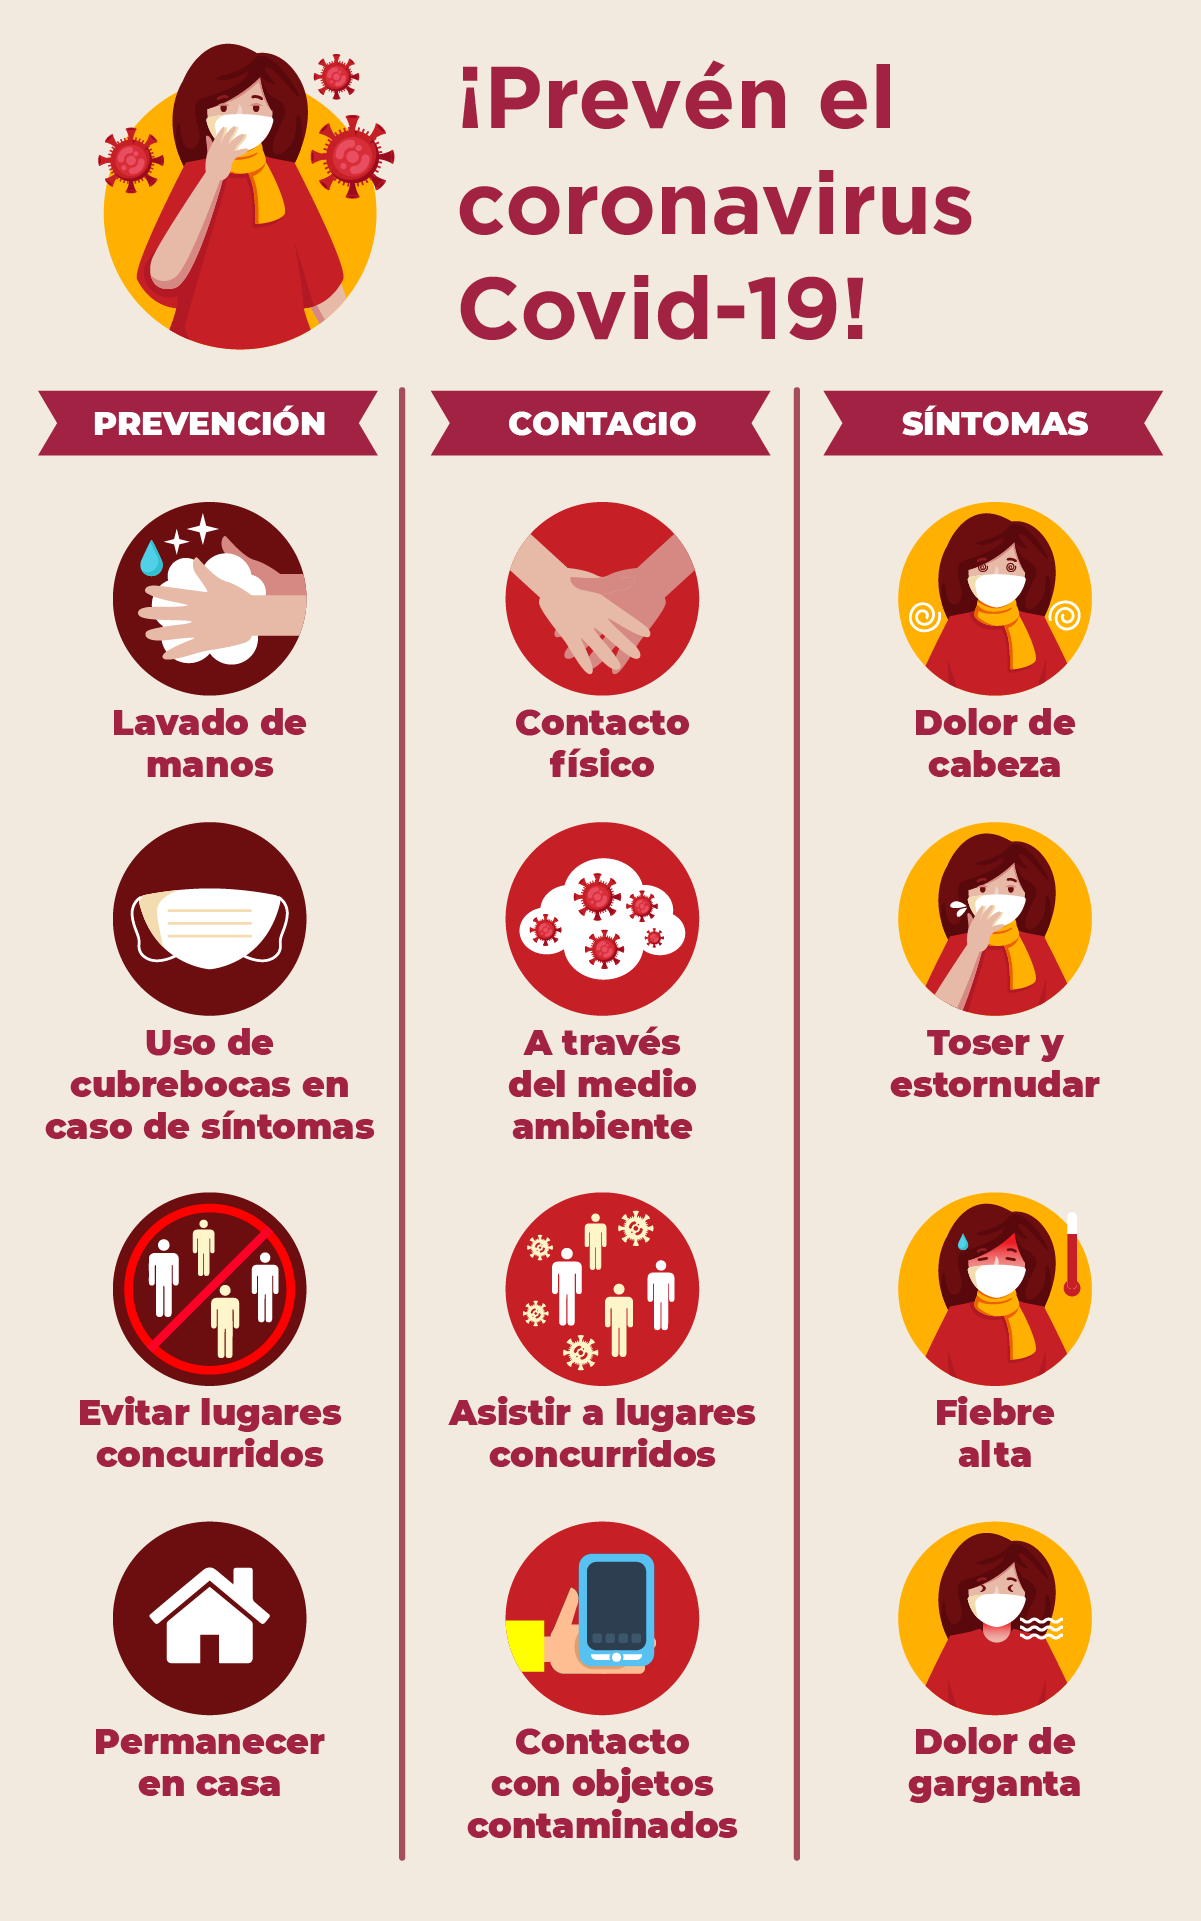 ¡Prevén el
coronavirus
Covid-19!
PREVENCIÓN
Lavado de
manos
Uso de
cubrebocas en
caso de síntomas
Evitar lugares
concurridos
Permanecer
en casa
CONTAGIO
Contacto
físico
A través
del medio
ambiente
Asistir a lugares
concurridos
Contacto
con objetos
contaminados
SÍNTOMAS
Dolor de
cabeza
Toser y
estornudar
Fiebre
alta
Dolor de
garganta